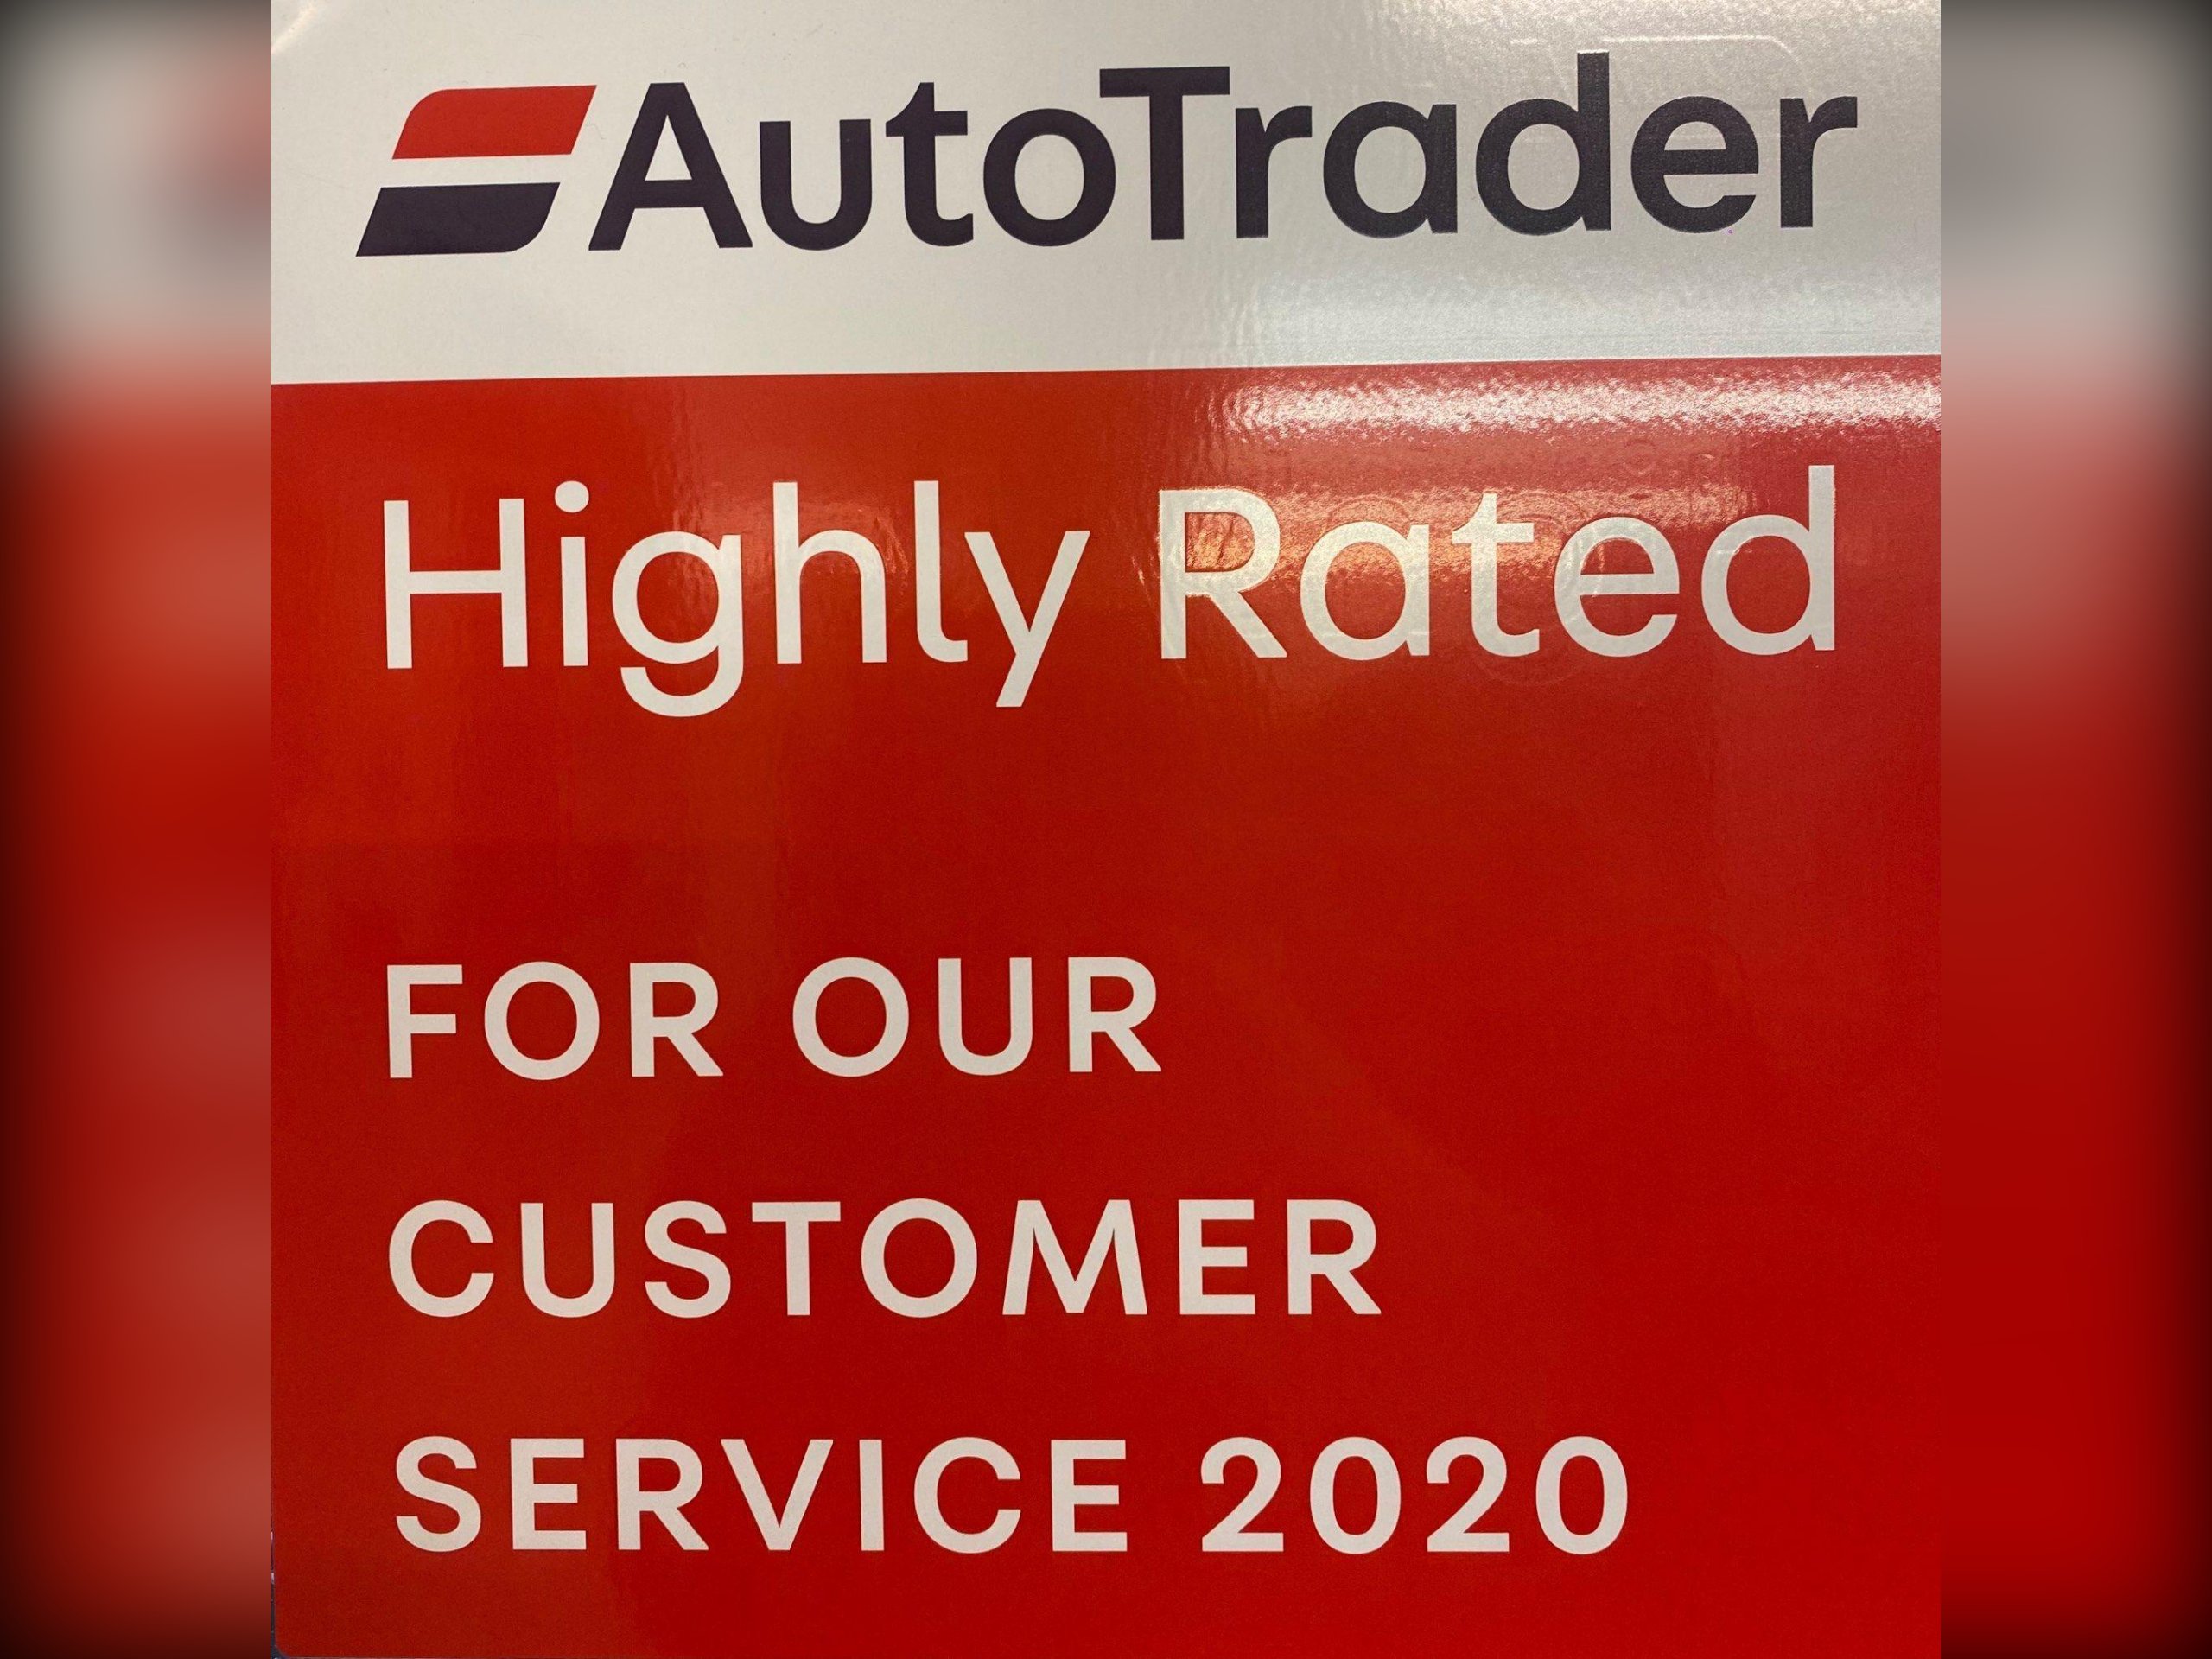 AutoTrader
Highly Rated
FOR OUR
CUSTOMER
SERVICE 2020